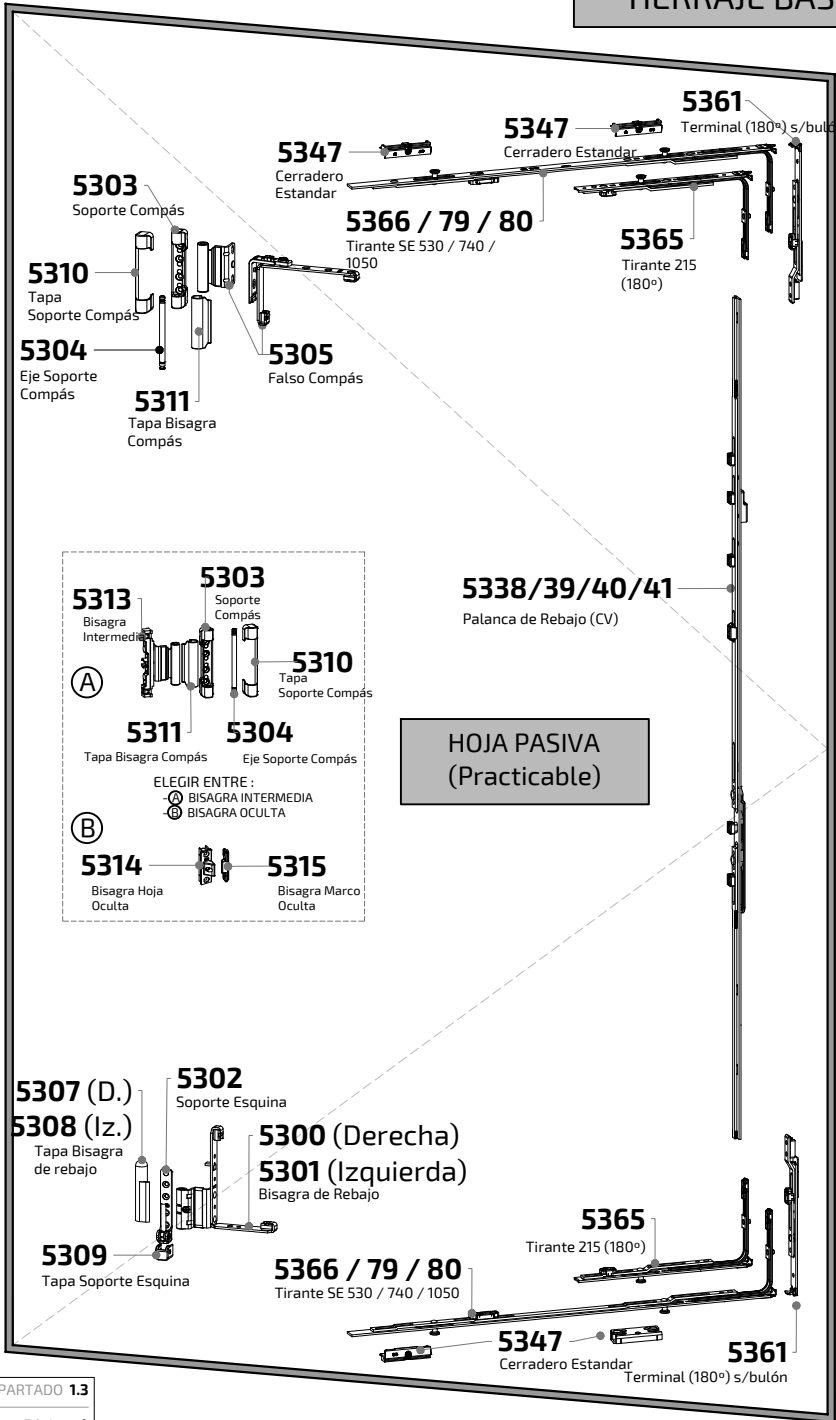 HERRAJE BAS
5361
Terminal (180º) s/buló
5347
Cerradero Estandar
5347
Cerradero
Estandar
5303
Soporte Compás
5366 / 79 / 80
Tirante SE 530 / 740 /
1050
5365
Tirante 215
(180º)
5310
Tapa
Soporte Compás
5304
Eje Soporte
Compás
5305
Falso Compás
5311
Tapa Bisagra
Compás
5303
Soporte
Compás
5313
Bisagra
Intermedia
5338/39/40/41
Palanca de Rebajo (CV)
5310
Tapa
Soporte Compás
A
5311
Tapa Bisagra Compás
5304
Eje Soporte Compás
HOJA PASIVA
(Practicable)
ELEGIR ENTRE :
-A BISAGRA INTERMEDIA
-B BISAGRA OCULTA
B
5314
Bisagra Hoja
Oculta
5315
Bisagra Marco
Oculta
5307 (D.)
5308 (Iz.)
Tapa Bisagra
de rebajo
5302
Soporte Esquina
5300 (Derecha)
5301 (Izquierda)
Bisagra de Rebajo
5309
Tapa Soporte Esquina
5365
Tirante 215 (180º)
5366 / 79 / 80
Tirante SE 530 / 740 / 1050
5347
Cerradero Estandar
5361
Terminal (180º) s/bulón
PARTADO 1.3